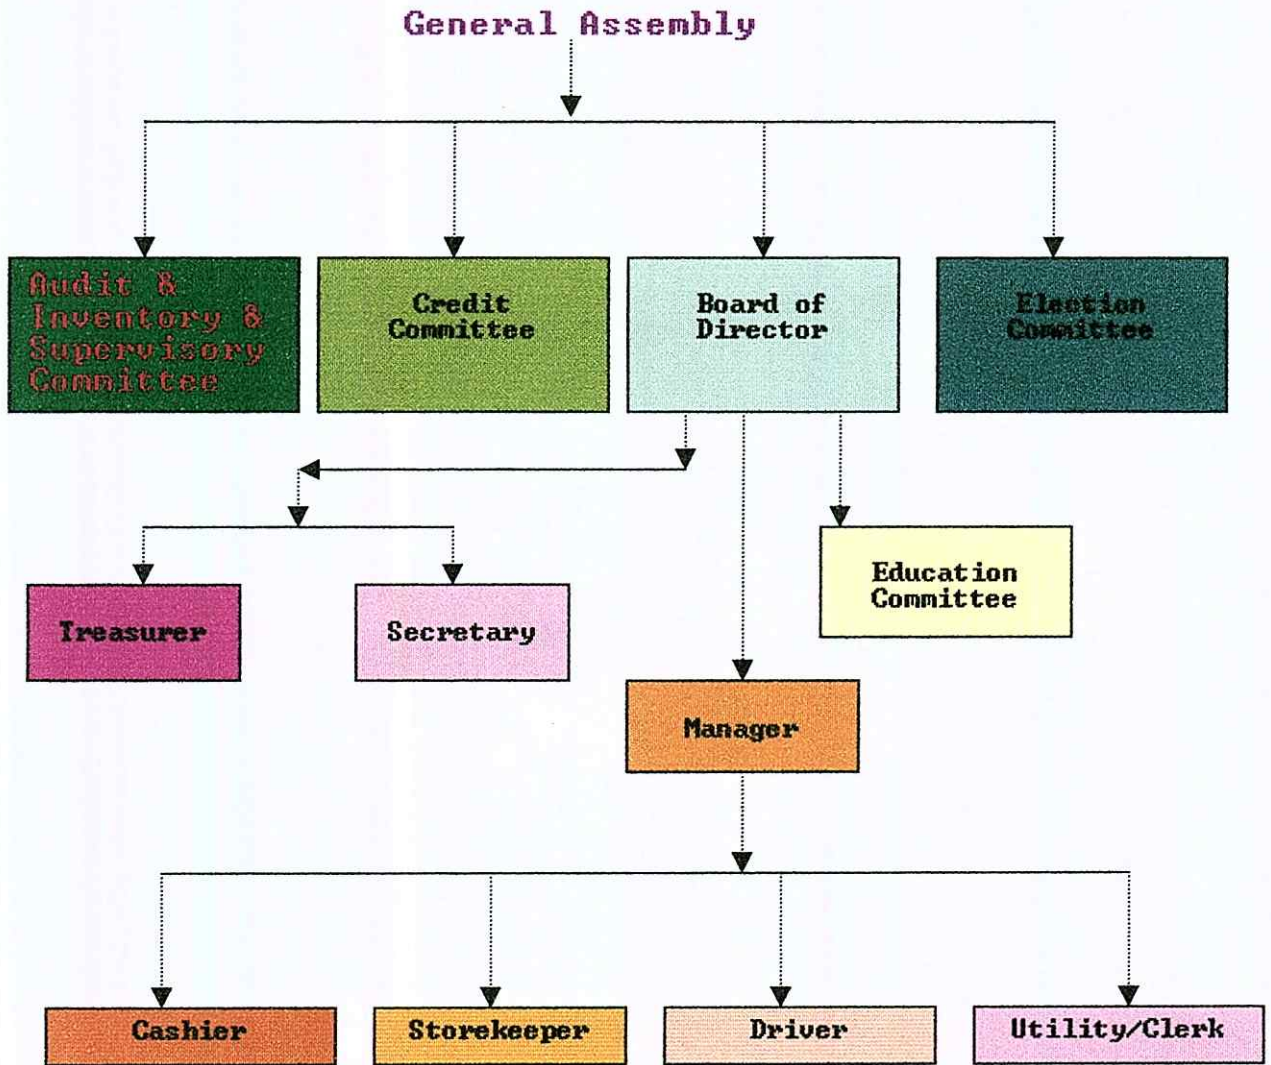 General Assembly
Audit &
Inventory &
Supervisory
Committee
Credit
Committee
Board of
Director
Election
Committee
Treasurer
Secretary
Education
Committee
Manager
Cashier
Storekeeper
Driver
Utility/Clerk